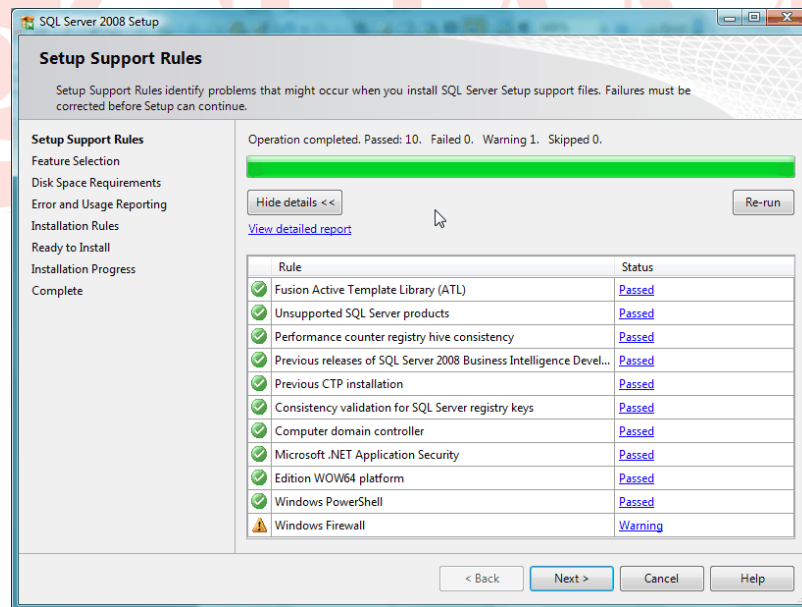 SQL Server 2008 Setup
Setup Support Rules
Setup Support Rules identify problems that might occur when you install SQL Server Setup support files. Failures must be
corrected before Setup can continue.
Setup Support Rules
Feature Selection
Disk Space Requirements
Error and Usage Reporting
Installation Rules
Ready to Install
Installation Progress
Complete
Operation completed. Passed: 10. Failed 0. Warning 1. Skipped 0.
Hide details <<
Re-run
View detailed report
Rule Status
Fusion Active Template Library (ATL) Passed
Unsupported SQL Server products Passed
Performance counter registry hive consistency Passed
Previous releases of SQL Server 2008 Business Intelligence Devel... Passed
Previous CTP installation Passed
Consistency validation for SQL Server registry keys Passed
Computer domain controller Passed
Microsoft .NET Application Security Passed
Edition WOW64 platform Passed
Windows PowerShell Passed
Windows Firewall Warning
< Back Next > Cancel Help